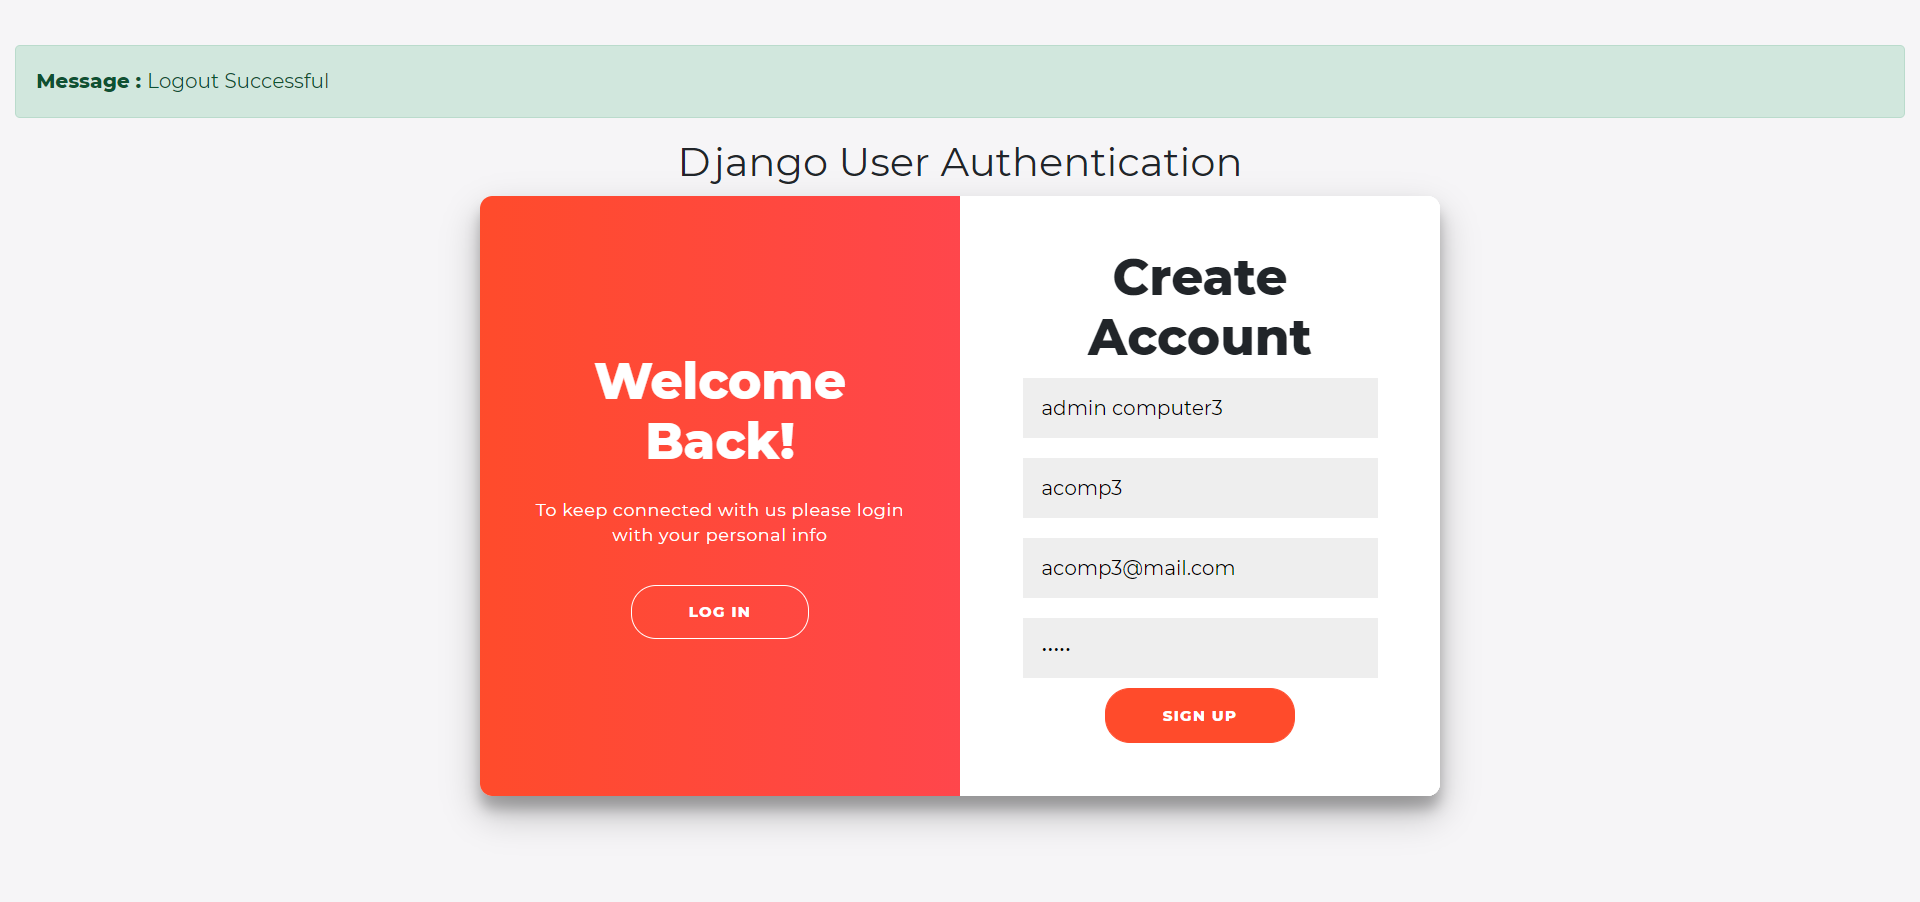 Message : Logout Successful
Django User Authentication
Welcome
Back!
To keep connected with us please login
with your personal info
LOG IN
Create
Account
admin computer3
acomp3
acomp3@mail.com
•••••
SIGN UP